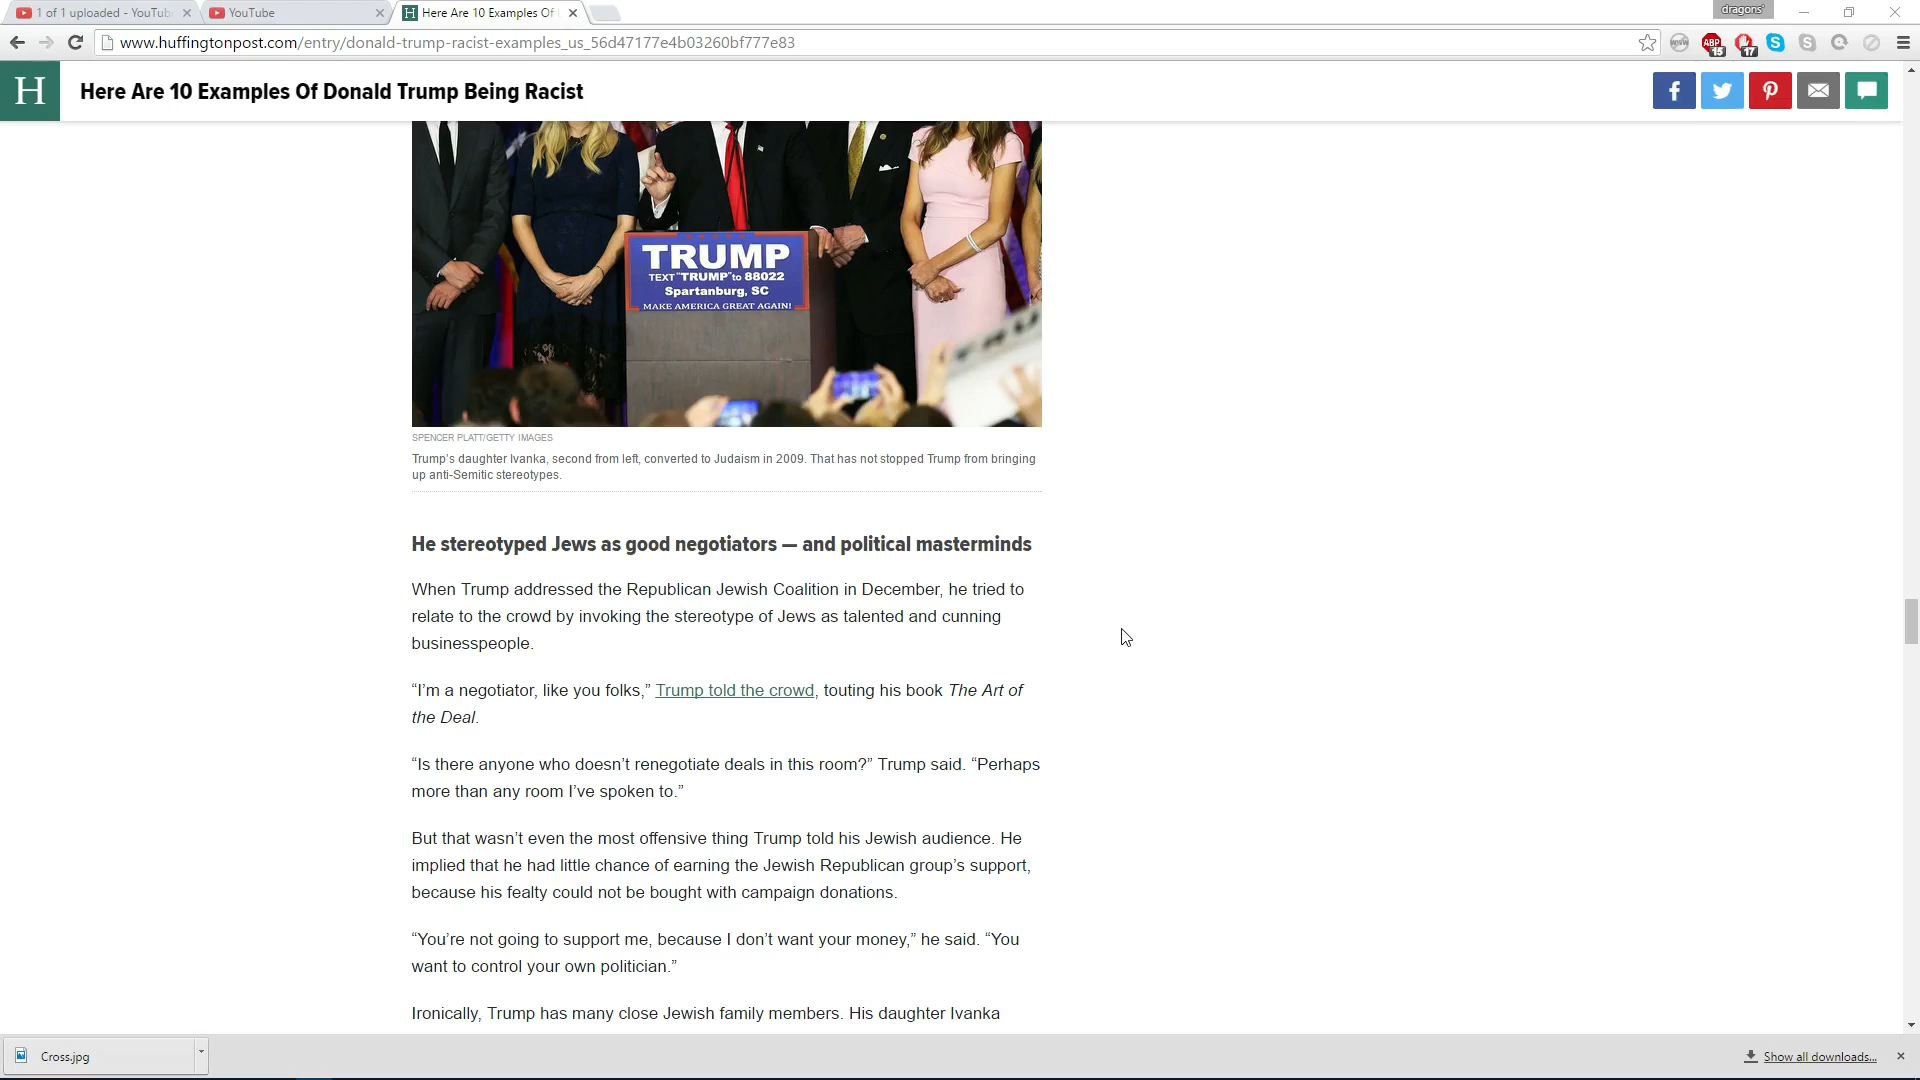 1 of 1 uploaded - YouTub
YouTube
Here Are 10 Examples Of
dragons'
www.huffingtonpost.com/entry/donald-trump-racist-examples_us_56d47177e4b03260bf777e83
15
17
H
Here Are 10 Examples Of Donald Trump Being Racist
TRUMP
TEXT "TRUMP" to 88022
Spartanburg, SC
MAKE AMERICA GREAT AGAIN!
SPENCER PLATT/GETTY IMAGES
Trump's daughter Ivanka, second from left, converted to Judaism in 2009. That has not stopped Trump from bringing
up anti-Semitic stereotypes.
He stereotyped Jews as good negotiators — and political masterminds
When Trump addressed the Republican Jewish Coalition in December, he tried to
relate to the crowd by invoking the stereotype of Jews as talented and cunning
businesspeople.
“I’m a negotiator, like you folks,” Trump told the crowd, touting his book The Art of
the Deal.
“Is there anyone who doesn’t renegotiate deals in this room?” Trump said. “Perhaps
more than any room I’ve spoken to.”
But that wasn’t even the most offensive thing Trump told his Jewish audience. He
implied that he had little chance of earning the Jewish Republican group’s support,
because his fealty could not be bought with campaign donations.
“You’re not going to support me, because I don’t want your money,” he said. “You
want to control your own politician.”
Ironically, Trump has many close Jewish family members. His daughter Ivanka
Cross.jpg
Show all downloads...